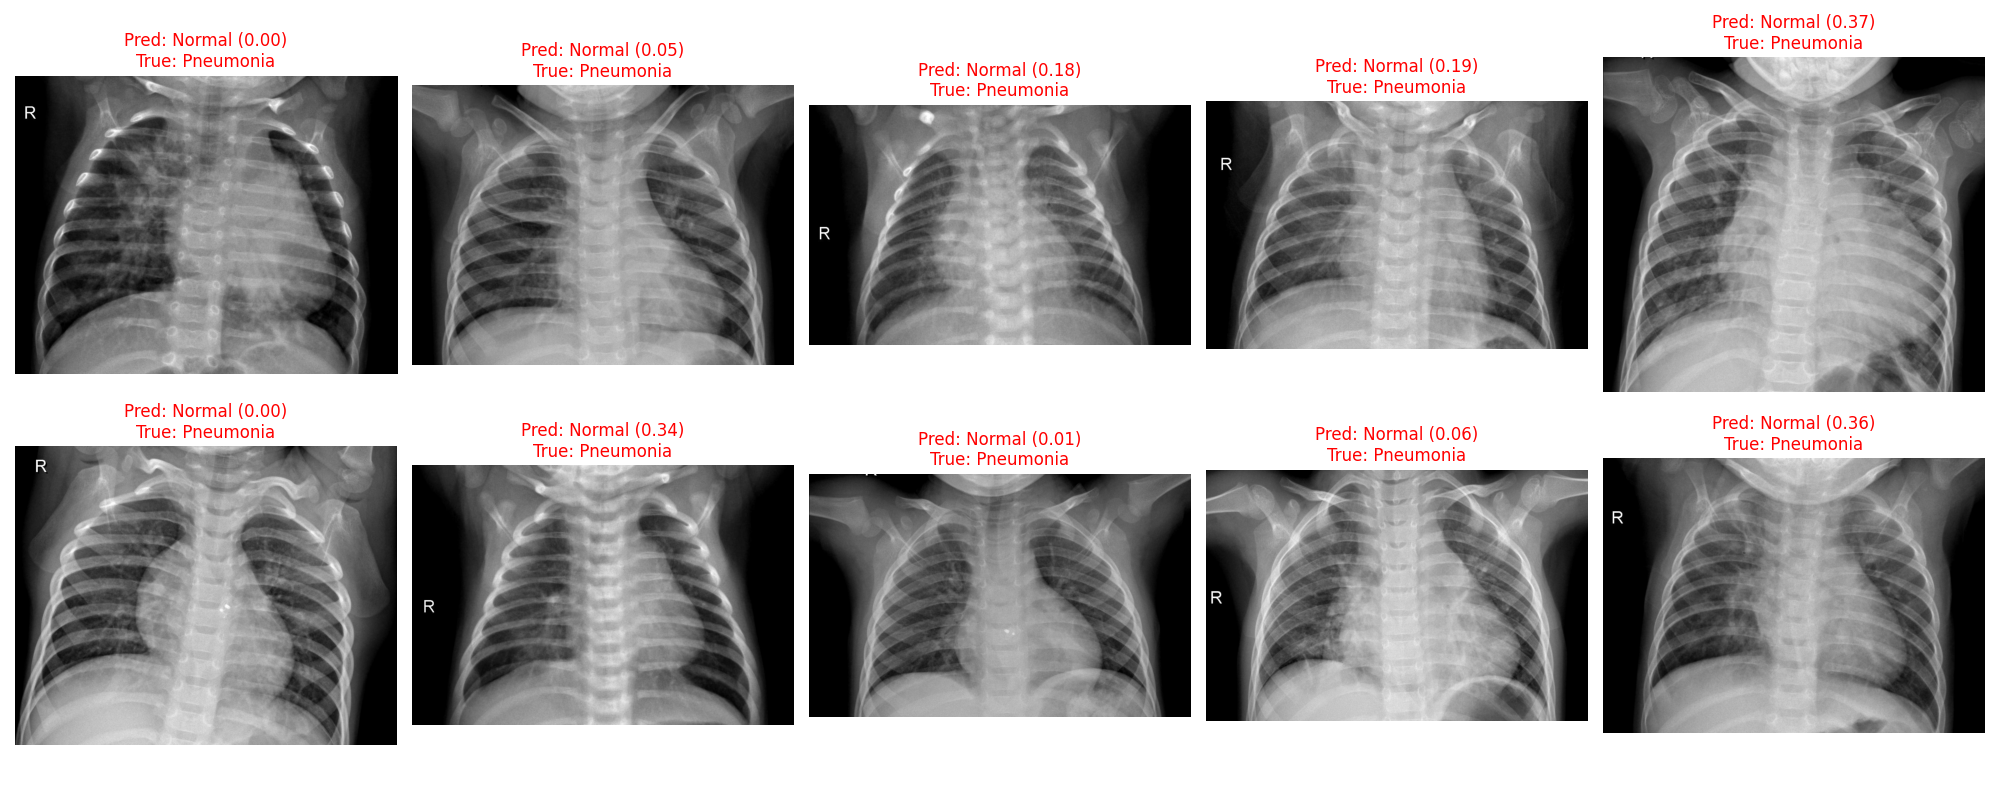 Pred: Normal (0.00)
True: Pneumonia
R
Pred: Normal (0.05)
True: Pneumonia
Pred: Normal (0.18)
True: Pneumonia
R
Pred: Normal (0.19)
True: Pneumonia
R
Pred: Normal (0.37)
True: Pneumonia
Pred: Normal (0.00)
True: Pneumonia
R
Pred: Normal (0.34)
True: Pneumonia
R
Pred: Normal (0.01)
True: Pneumonia
Pred: Normal (0.06)
True: Pneumonia
R
Pred: Normal (0.36)
True: Pneumonia
R